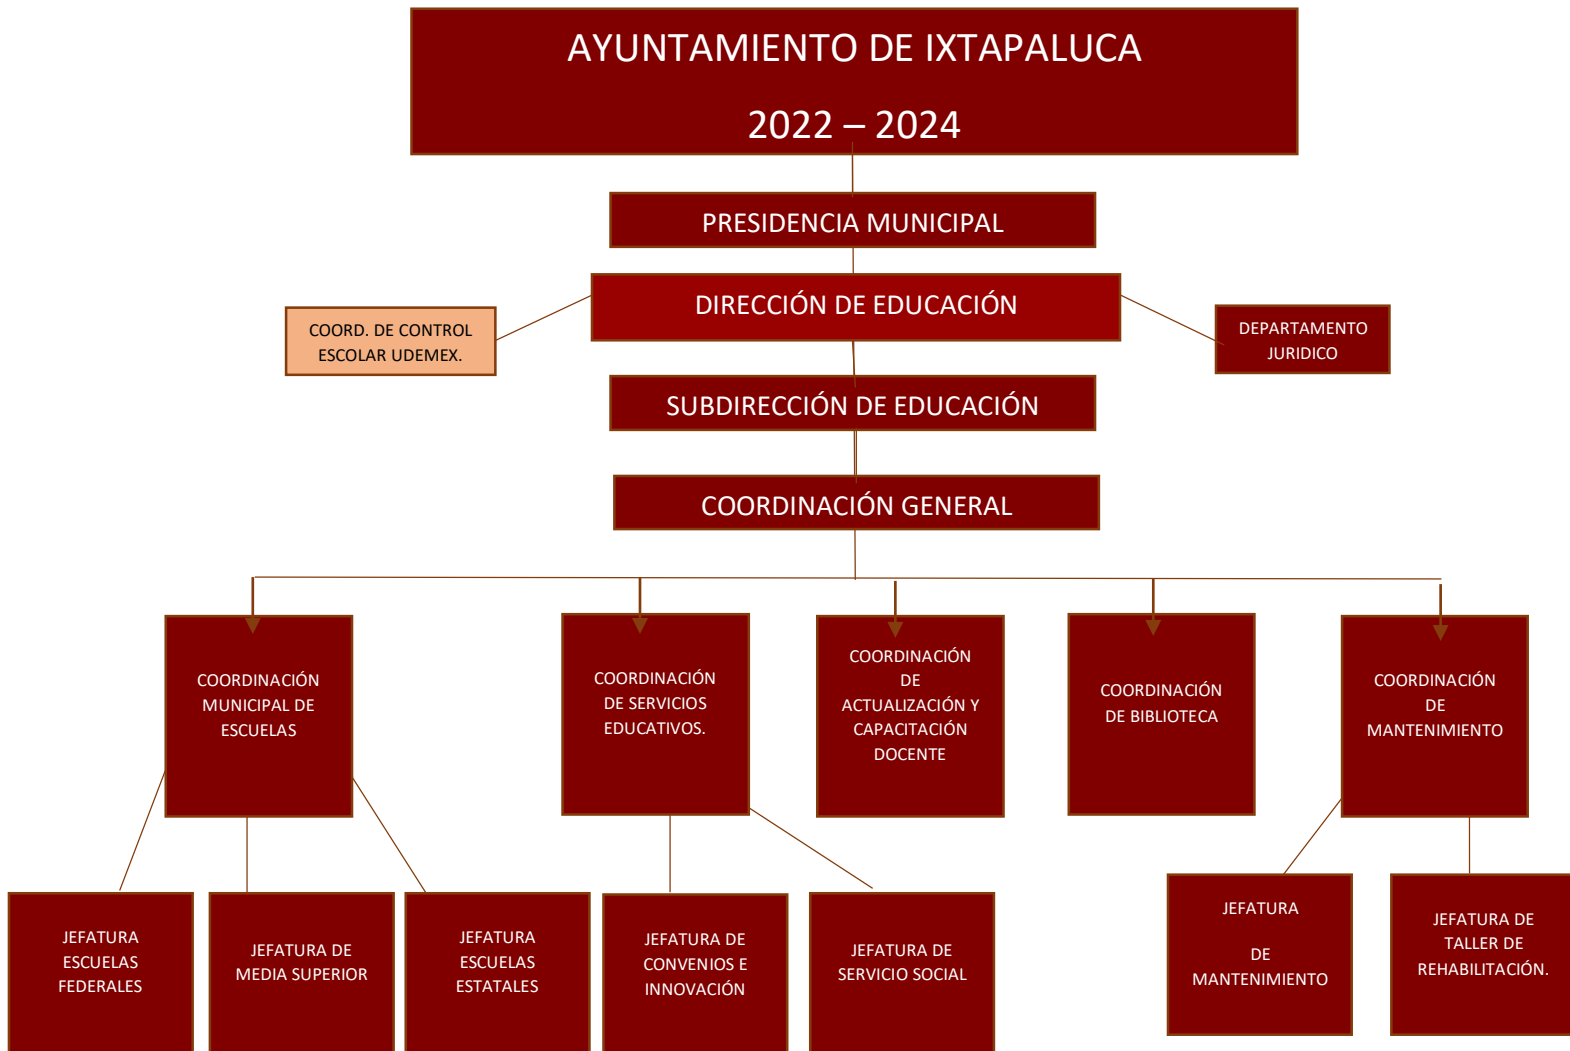 AYUNTAMIENTO DE IXTAPALUCA
2022 – 2024
PRESIDENCIA MUNICIPAL
DIRECCIÓN DE EDUCACIÓN
COORD. DE CONTROL
ESCOLAR UDEMEX.
DEPARTAMENTO
JURIDICO
SUBDIRECCIÓN DE EDUCACIÓN
COORDINACIÓN GENERAL
COORDINACIÓN
MUNICIPAL DE
ESCUELAS
COORDINACIÓN
DE SERVICIOS
EDUCATIVOS.
COORDINACIÓN
DE
ACTUALIZACIÓN Y
CAPACITACIÓN
DOCENTE
COORDINACIÓN
DE BIBLIOTECA
COORDINACIÓN
DE
MANTENIMIENTO
JEFATURA
ESCUELAS
FEDERALES
JEFATURA DE
MEDIA SUPERIOR
JEFATURA
ESCUELAS
ESTATALES
JEFATURA DE
CONVENIOS E
INNOVACIÓN
JEFATURA DE
SERVICIO SOCIAL
JEFATURA
DE
MANTENIMIENTO
JEFATURA DE
TALLER DE
REHABILITACIÓN.